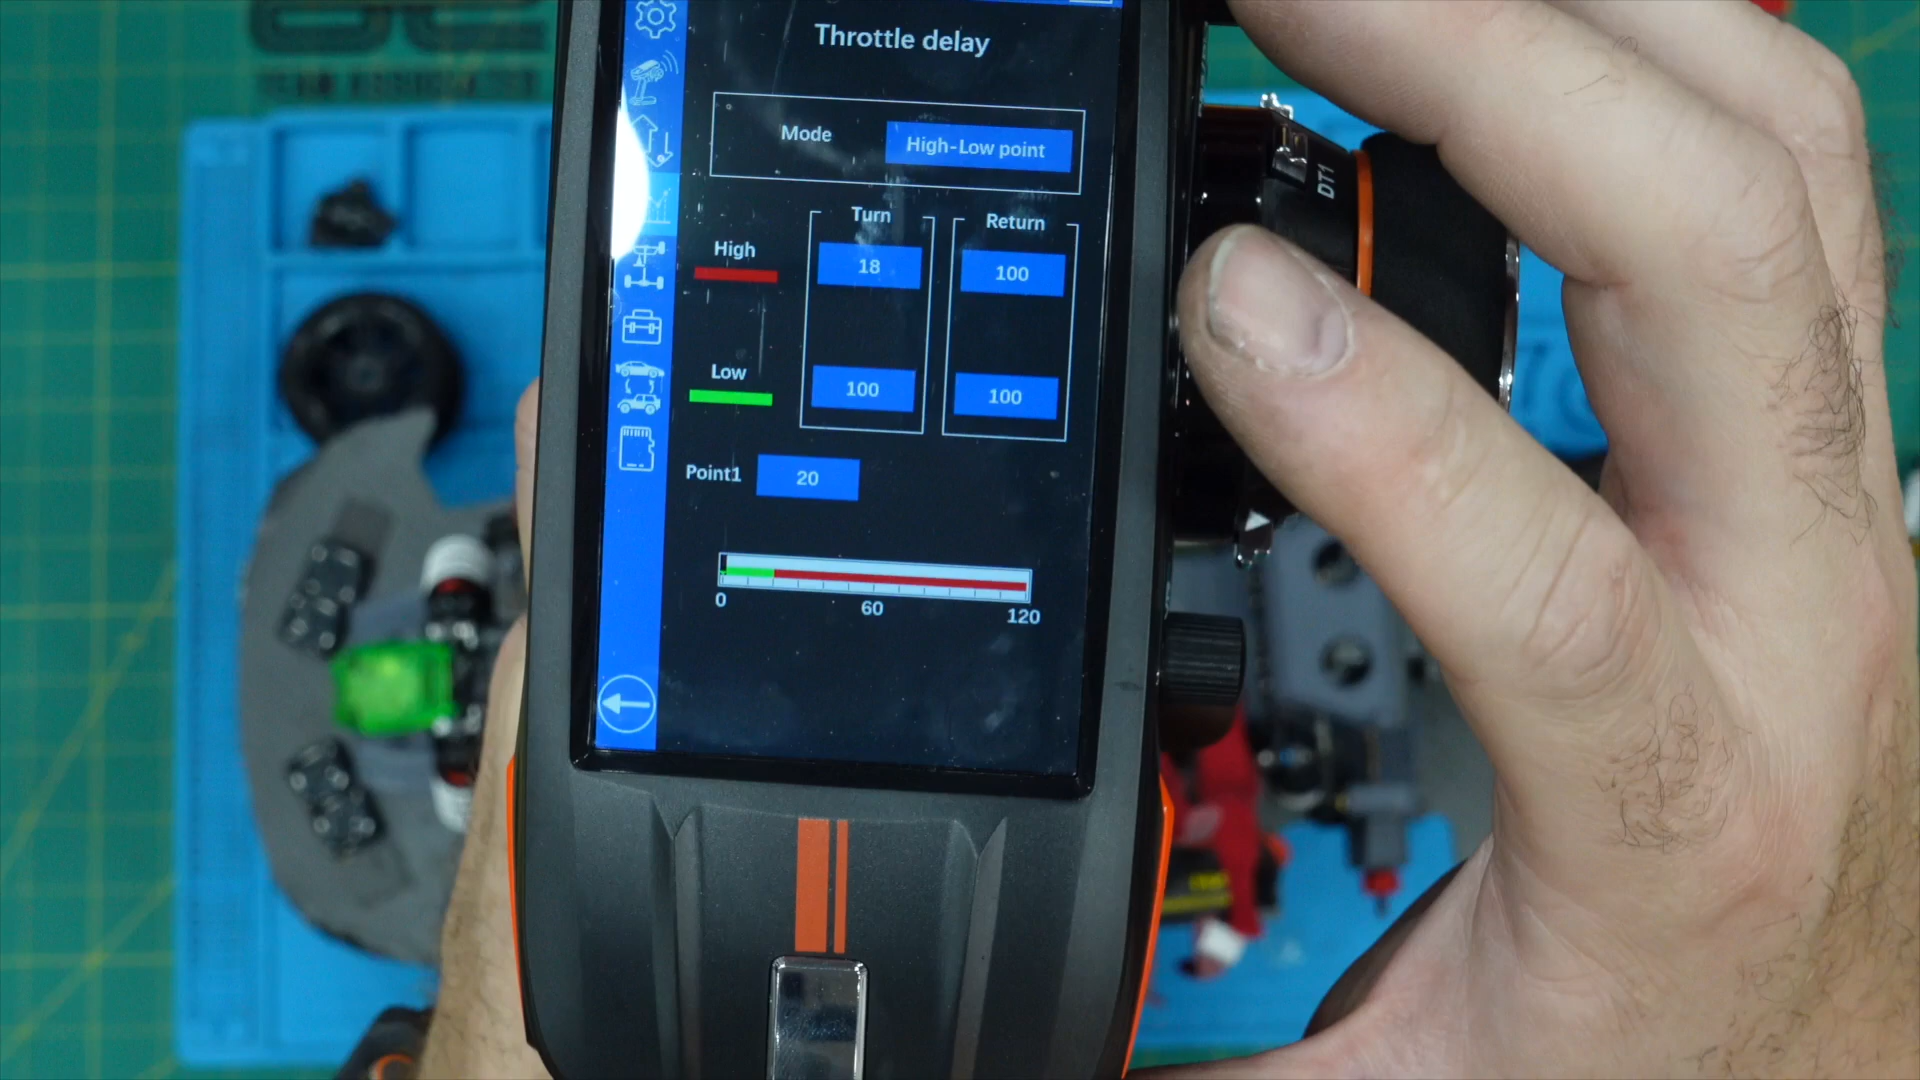 Throttle delay
Mode
High-Low point
Turn
Return
High
18
100
Low
100
100
Point1
20
0
60
120
DT1